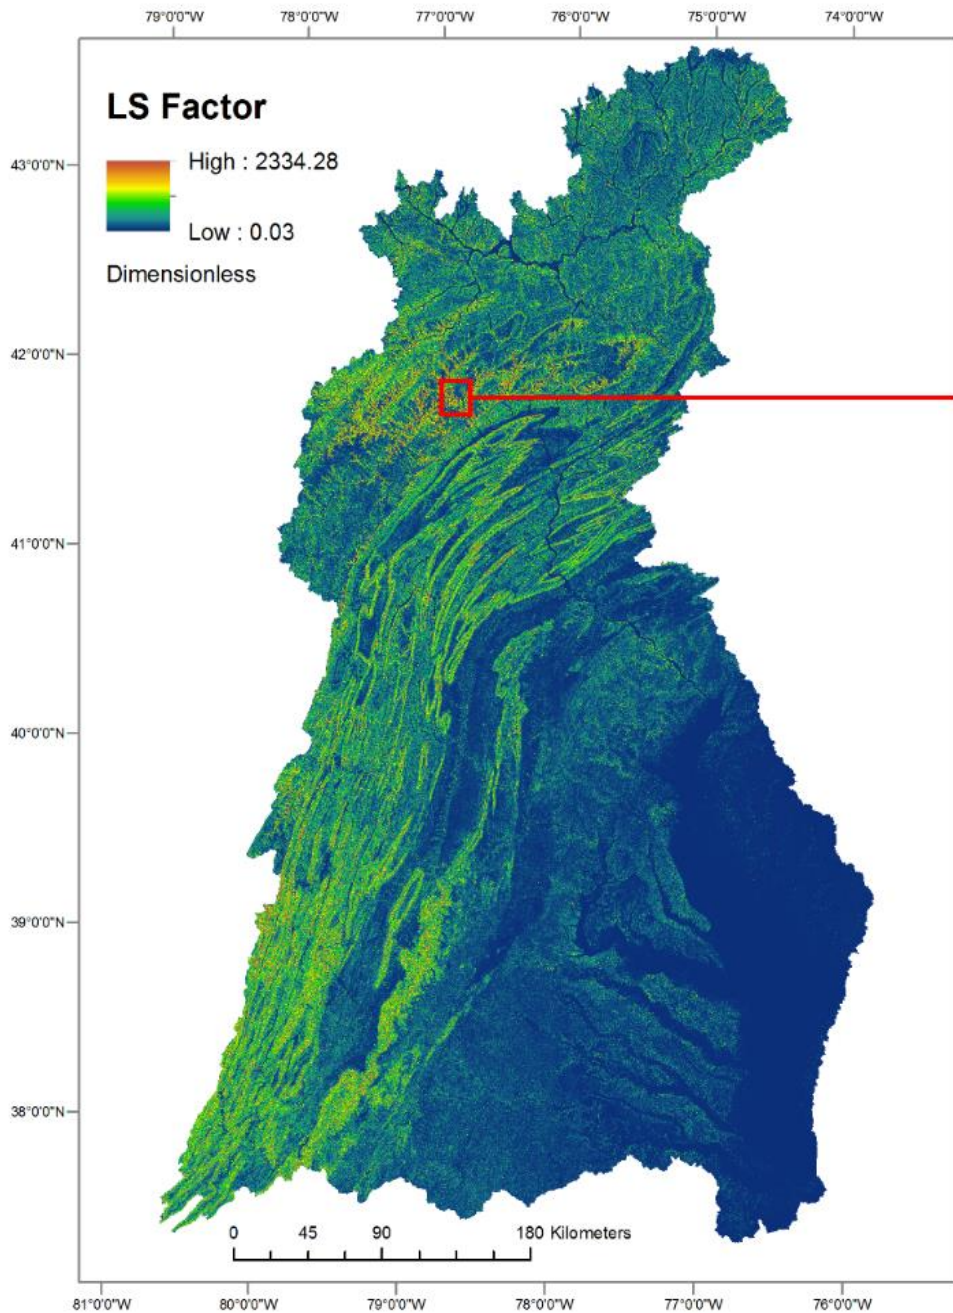 79°0'0"W 78°0'0"W 77°0'0"W 76°0'0"W 75°0'0"W 74°0'0"W
LS Factor
High : 2334.28
Low : 0.03
Dimensionless
43°0'0"N
42°0'0"N
41°0'0"N
40°0'0"N
39°0'0"N
38°0'0"N
0 45 90 180 Kilometers
81°0'0"W 80°0'0"W 79°0'0"W 78°0'0"W 77°0'0"W 76°0'0"W